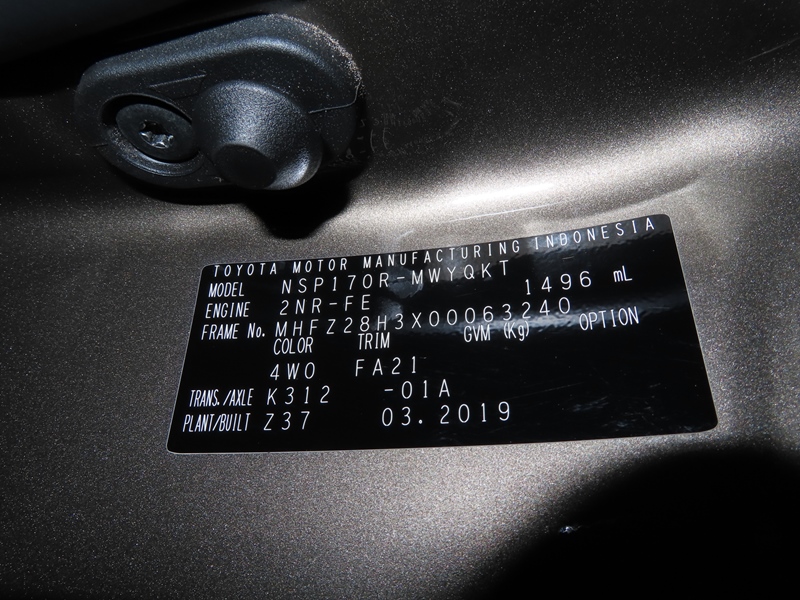 TOYOTA MOTOR MANUFACTURING INDONESIA
MODEL NSP170R-MWYQKT
ENGINE 2NR-FE 1496 mL
FRAME No. MHFZ28H3X00063240
COLOR TRIM GVM (Kg) OPTION
4W0 FA21
TRANS./AXLE K312 -01A
PLANT/BUILT Z37 03.2019